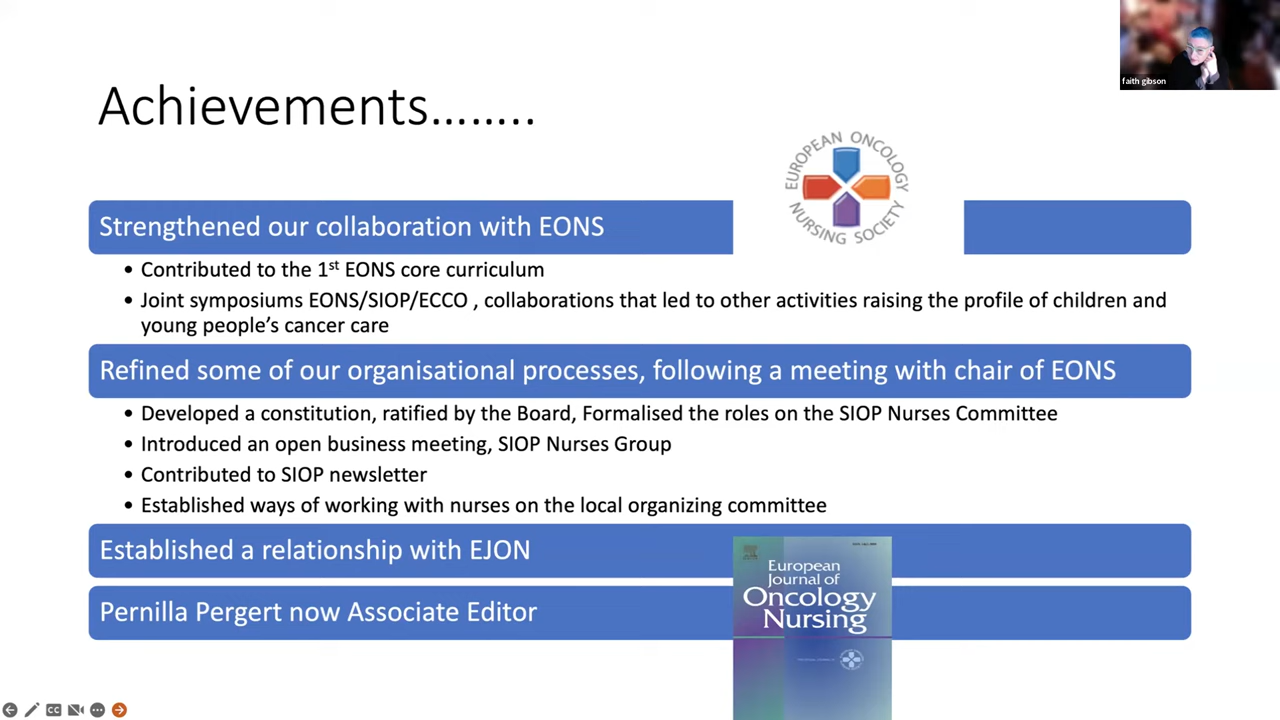 faith gibson
Achievements……..
EUROPEAN ONCOLOGY
NURSING SOCIETY
Strengthened our collaboration with EONS
• Contributed to the 1st EONS core curriculum
• Joint symposiums EONS/SIOP/ECCO , collaborations that led to other activities raising the profile of children and
young people’s cancer care
Refined some of our organisational processes, following a meeting with chair of EONS
• Developed a constitution, ratified by the Board, Formalised the roles on the SIOP Nurses Committee
• Introduced an open business meeting, SIOP Nurses Group
• Contributed to SIOP newsletter
• Established ways of working with nurses on the local organizing committee
Established a relationship with EJON
Pernilla Pergert now Associate Editor
European
Journal of
Oncology
Nursing
CC